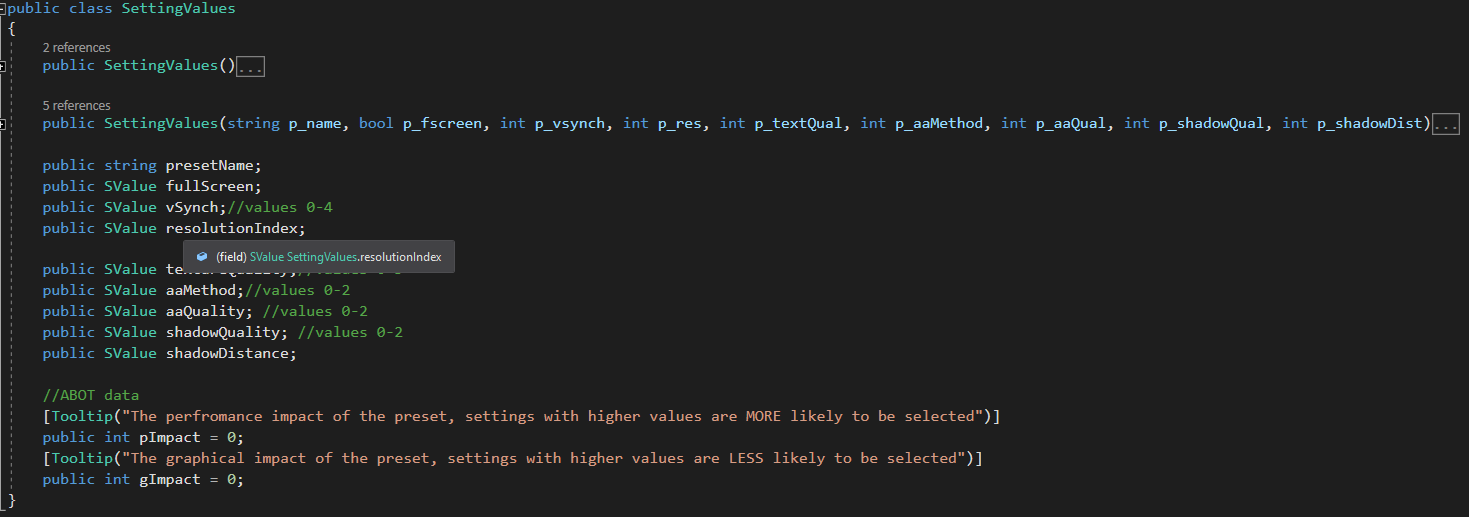 public class SettingValues
{
2 references
public SettingValues()...
5 references
public SettingValues(string p_name, bool p_fscreen, int p_vsynch, int p_res, int p_textQual, int p_aaMethod, int p_aaQual, int p_shadowQual, int p_shadowDist)...
public string presetName;
public SValue fullScreen;
public SValue vSynch;//values 0-4
public SValue resolutionIndex;
(field) SValue SettingValues.resolutionIndex
public SValue
public SValue aaMethod;//values 0-2
public SValue aaQuality; //values 0-2
public SValue shadowQuality; //values 0-2
public SValue shadowDistance;
//ABOT data
[Tooltip("The perfromance impact of the preset, settings with higher values are MORE likely to be selected")]
public int pImpact = 0;
[Tooltip("The graphical impact of the preset, settings with higher values are LESS likely to be selected")]
public int gImpact = 0;
}